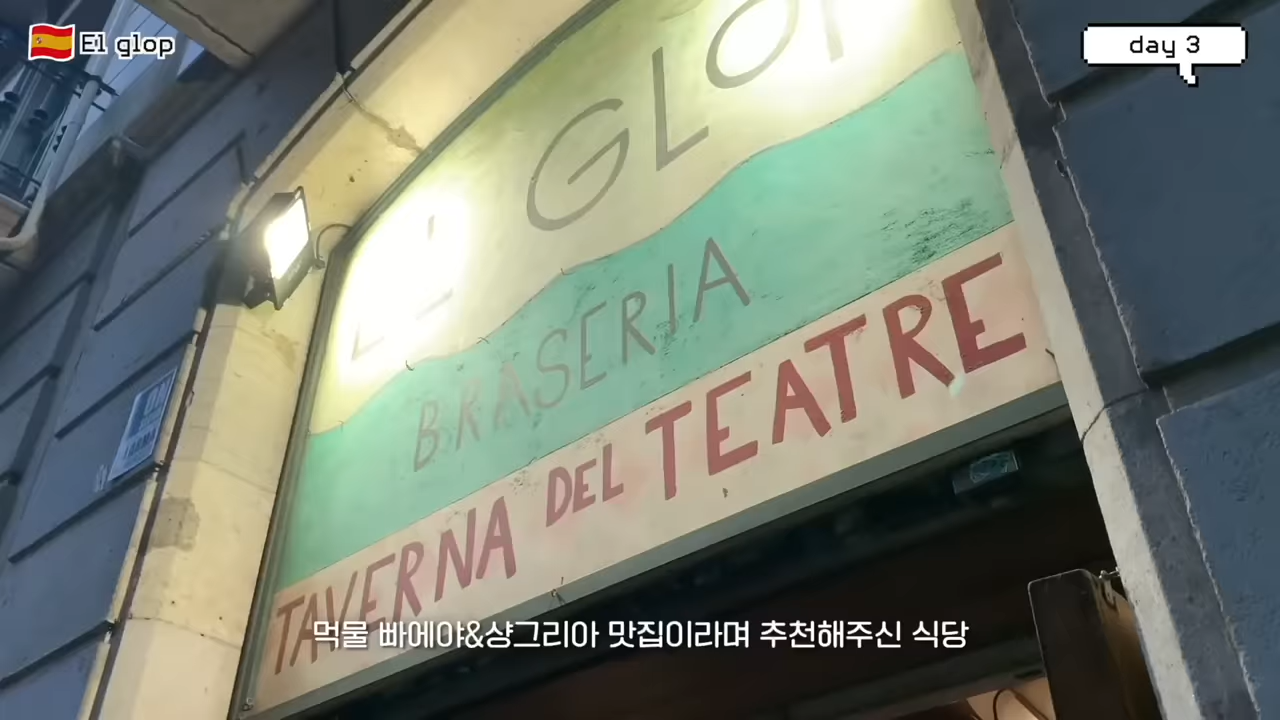 El glop
day 3
EL GLOP
BRASERIA
TAVERNA DEL TEATRE
먹물 빠에야&샹그리아 맛집이라며 추천해주신 식당